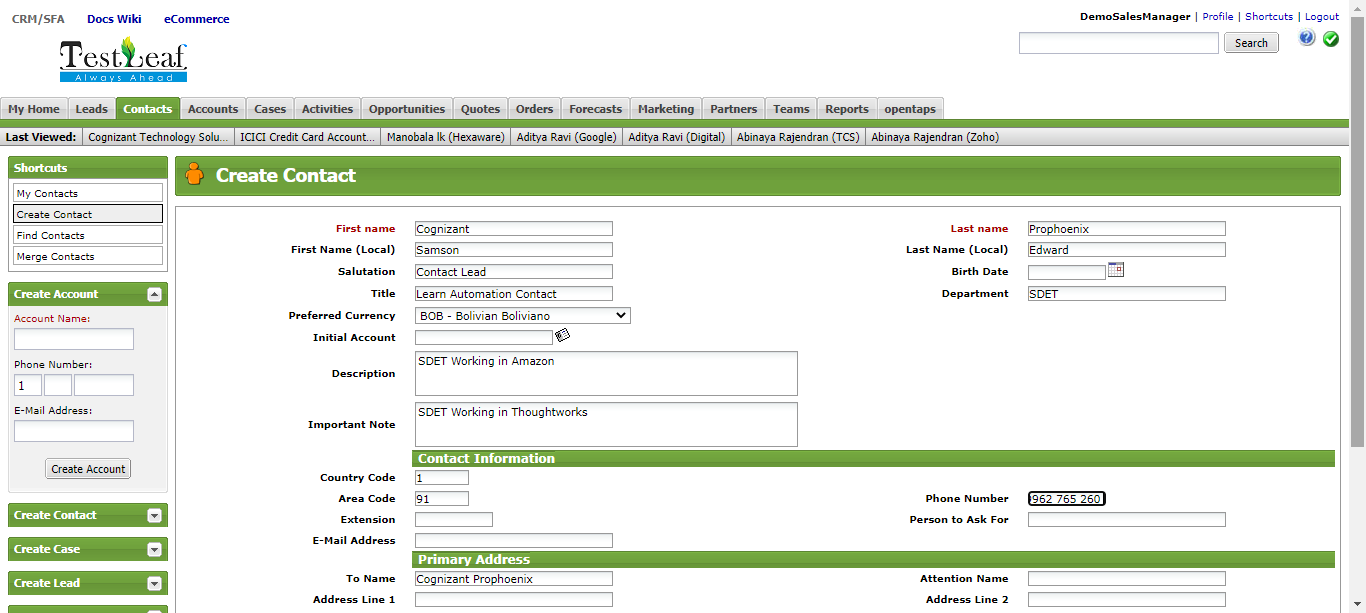 CRM/SFA Docs Wiki eCommerce
DemoSalesManager | Profile | Shortcuts | Logout
TestLeaf
Always Ahead
Search
My Home Leads Contacts Accounts Cases Activities Opportunities Quotes Orders Forecasts Marketing Partners Teams Reports opentaps
Last Viewed: Cognizant Technology Solu... ICICI Credit Card Account... Manobala lk (Hexaware) Aditya Ravi (Google) Aditya Ravi (Digital) Abinaya Rajendran (TCS) Abinaya Rajendran (Zoho)
Shortcuts
My Contacts
Create Contact
Find Contacts
Merge Contacts
Create Account
Account Name:
Phone Number:
1
E-Mail Address:
Create Account
Create Contact
Create Case
Create Lead
Create Contact
First name Cognizant Last name Prophoenix
First Name (Local) Samson Last Name (Local) Edward
Salutation Contact Lead Birth Date
Title Learn Automation Contact Department SDET
Preferred Currency BOB - Bolivian Boliviano
Initial Account
Description SDET Working in Amazon
Important Note SDET Working in Thoughtworks
Contact Information
Country Code 1
Area Code 91 Phone Number 962 765 260
Extension Person to Ask For
E-Mail Address
Primary Address
To Name Cognizant Prophoenix Attention Name
Address Line 1 Address Line 2